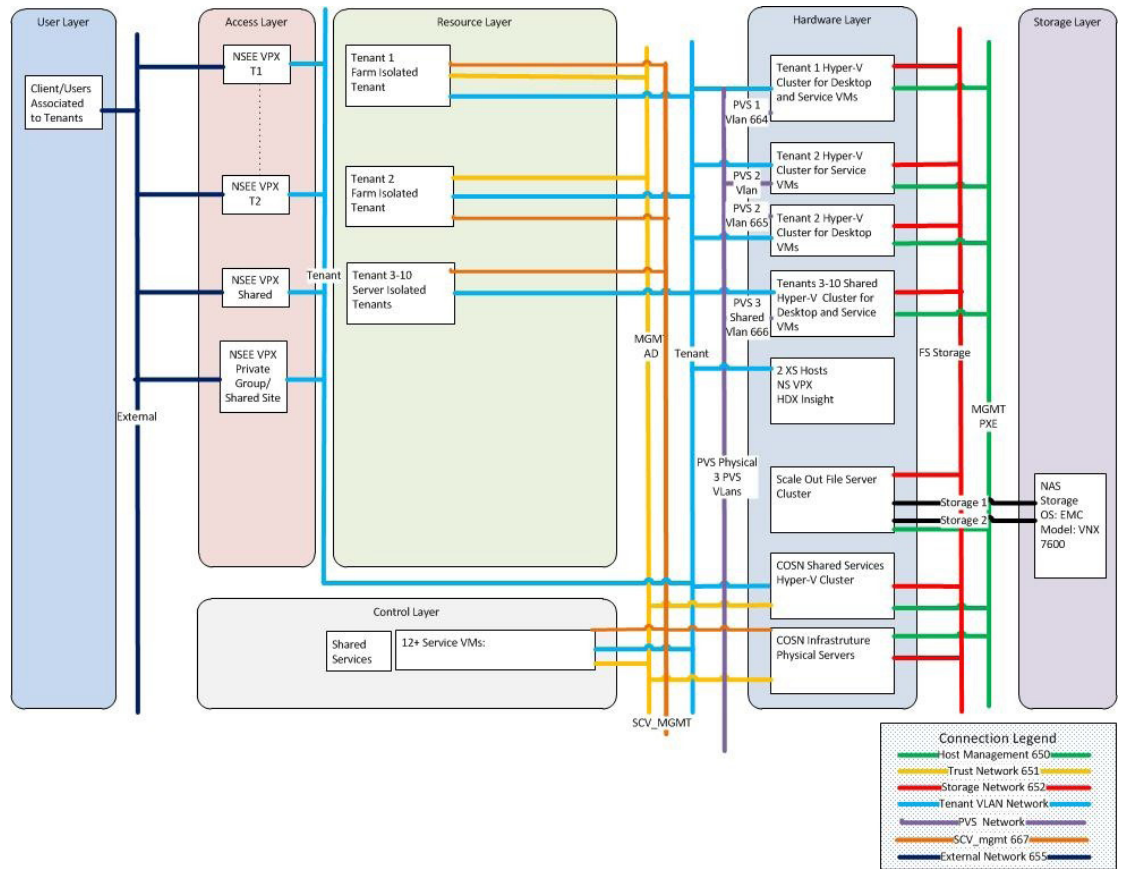 User Layer
Access Layer
Resource Layer
Hardware Layer
Storage Layer
Client/Users
Associated
to Tenants
External
NSEE VPX
T1
NSEE VPX
T2
NSEE VPX
Shared
NSEE VPX
Private
Group/
Shared Site
Tenant
Tenant 1
Farm Isolated
Tenant
Tenant 2
Farm Isolated
Tenant
Tenant 3-10
Server Isolated
Tenants
MGMT
AD
Tenant
SCV_MGMT
PVS 1
Vlan 664
PVS 2
Vlan
PVS 2
Vlan 665
PVS 3
Shared
Vlan 666
PVS Physical
3 PVS
VLans
Tenant 1 Hyper-V
Cluster for Desktop
and Service VMs
Tenant 2 Hyper-V
Cluster for Service
VMs
Tenant 2 Hyper-V
Cluster for Desktop
VMs
Tenants 3-10 Shared
Hyper-V Cluster for
Desktop and Service
VMs
2 XS Hosts
NS VPX
HDX Insight
Scale Out File Server
Cluster
COSN Shared Services
Hyper-V Cluster
COSN Infrastruture
Physical Servers
FS Storage
MGMT
PXE
Storage 1
Storage 2
NAS
Storage
OS: EMC
Model: VNX
7600
Control Layer
Shared
Services
12+ Service VMs:
Connection Legend
Host Management 650
Trust Network 651
Storage Network 652
Tenant VLAN Network
PVS Network
SCV_mgmt 667
External Network 655